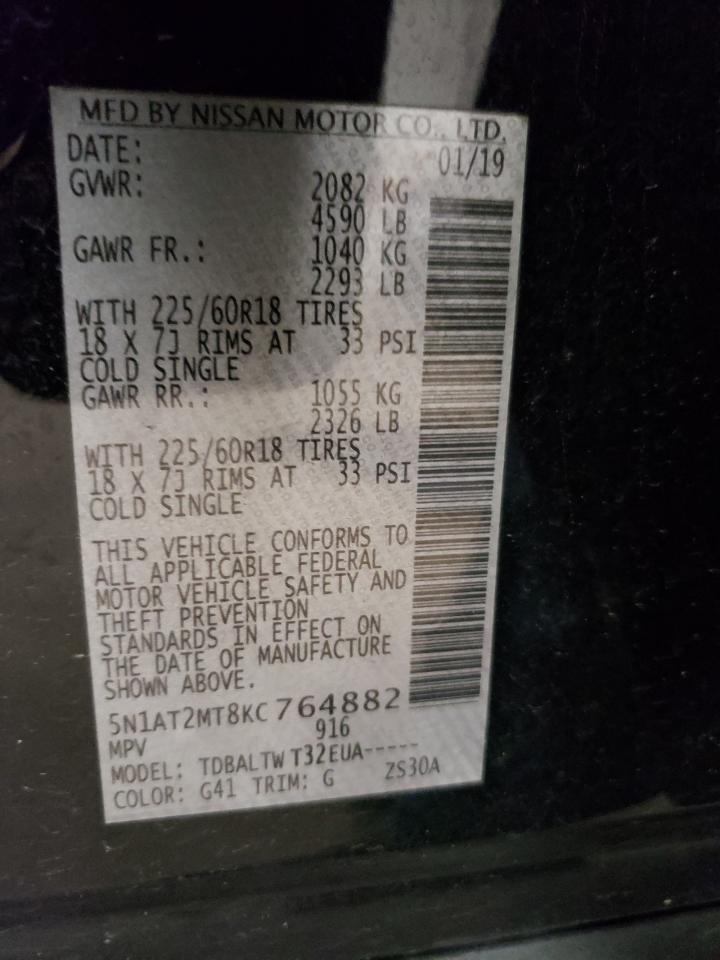 MFD BY NISSAN MOTOR CO., LTD.
DATE: 01/19
GVWR: 2082 KG
4590 LB
GAWR FR.: 1040 KG
2293 LB
WITH 225/60R18 TIRES
18 X 7J RIMS AT 33 PSI
COLD SINGLE
GAWR RR.: 1055 KG
2326 LB
WITH 225/60R18 TIRES
18 X 7J RIMS AT 33 PSI
COLD SINGLE
THIS VEHICLE CONFORMS TO
ALL APPLICABLE FEDERAL
MOTOR VEHICLE SAFETY AND
THEFT PREVENTION
STANDARDS IN EFFECT ON
THE DATE OF MANUFACTURE
SHOWN ABOVE.
5N1AT2MT8KC 764882
MPV 916
MODEL: TDBALTW T32EUA-----
COLOR: G41 TRIM: G ZS30A